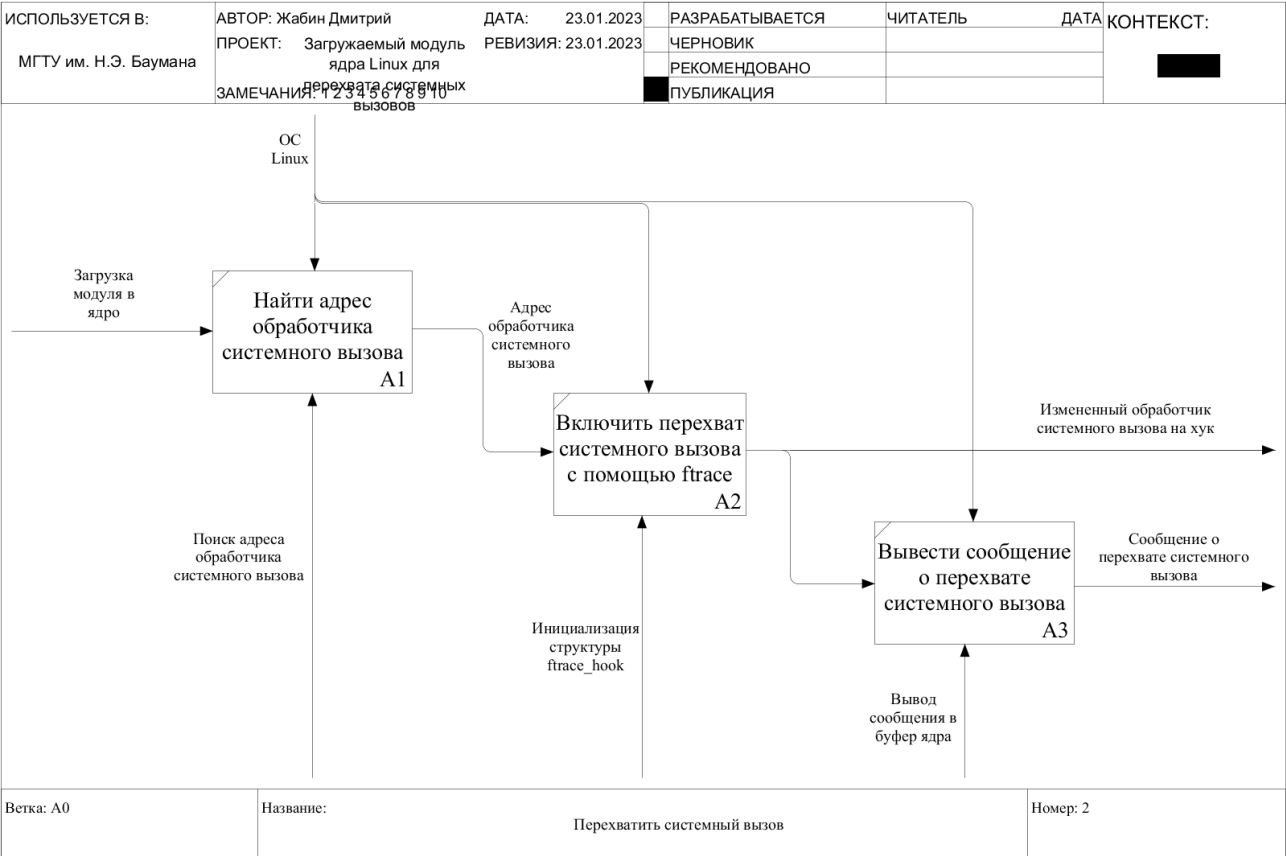 ИСПОЛЬЗУЕТСЯ В:
МГТУ им. Н.Э. Баумана
АВТОР: Жабин Дмитрий
ДАТА: 23.01.2023
ПРОЕКТ: Загружаемый модуль
ядра Linux для
перехвата системных
вызовов
РЕВИЗИЯ: 23.01.2023
ЗАМЕЧАНИЯ: 1 2 3 4 5 6 7 8 9 10
РАЗРАБАТЫВАЕТСЯ
ЧЕРНОВИК
РЕКОМЕНДОВАНО
ПУБЛИКАЦИЯ
ЧИТАТЕЛЬ
ДАТА
КОНТЕКСТ:
ОС
Linux
Загрузка
модуля в
ядро
Найти адрес
обработчика
системного вызова
A1
Адрес
обработчика
системного
вызова
Включить перехват
системного вызова
с помощью ftrace
A2
Измененный обработчик
системного вызова на хук
Поиск адреса
обработчика
системного вызова
Вывести сообщение
о перехвате
системного вызова
A3
Сообщение о
перехвате системного
вызова
Инициализация
структуры
ftrace_hook
Вывод
сообщения в
буфер ядра
Ветка: A0
Название:
Перехватить системный вызов
Номер: 2